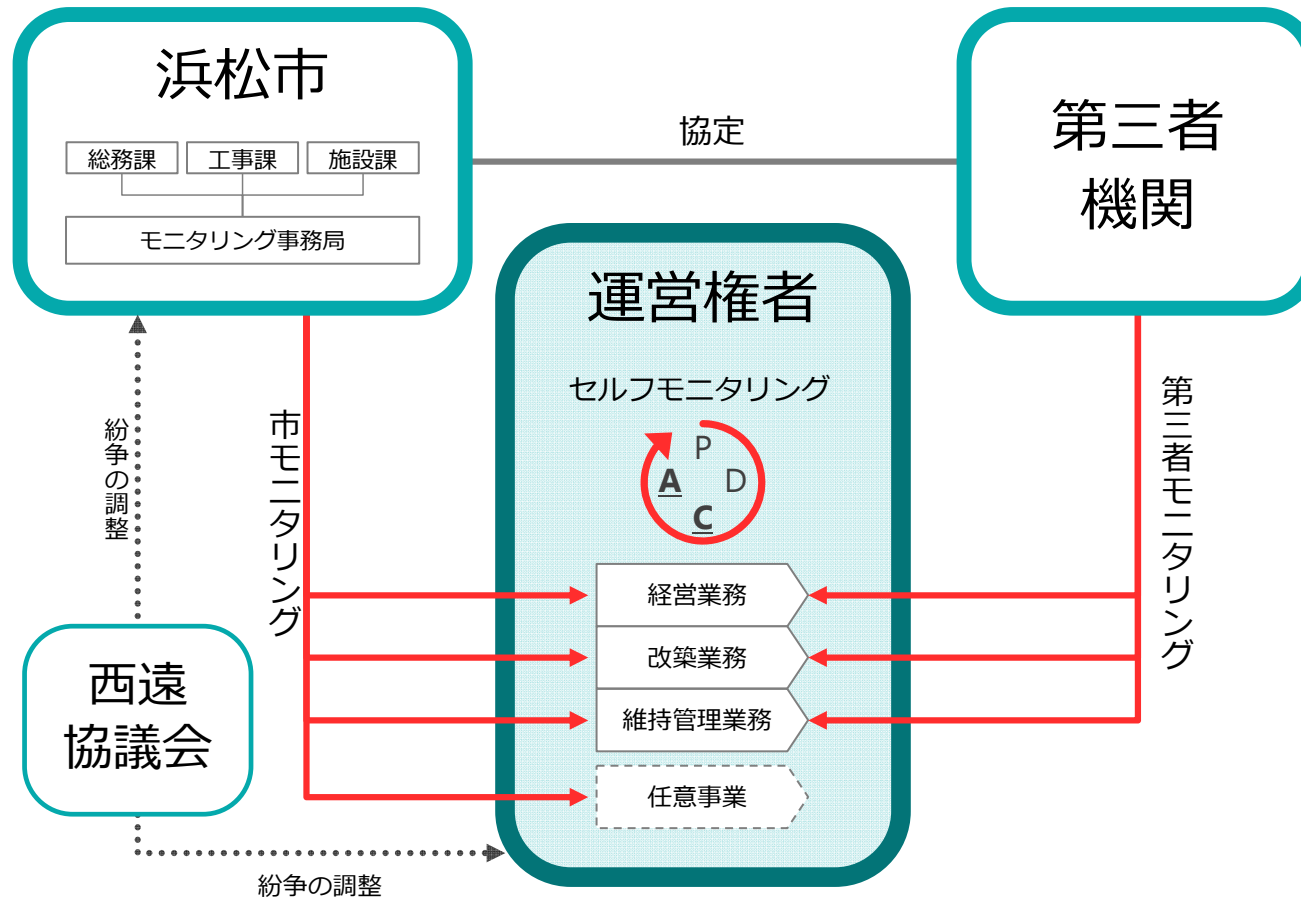 浜松市
総務課
工事課
施設課
モニタリング事務局
協定
第三者
機関
運営権者
セルフモニタリング
P
D
C
A
経営業務
改築業務
維持管理業務
任意事業
市モニタリング
第三者モニタリング
紛争の調整
西遠
協議会
紛争の調整